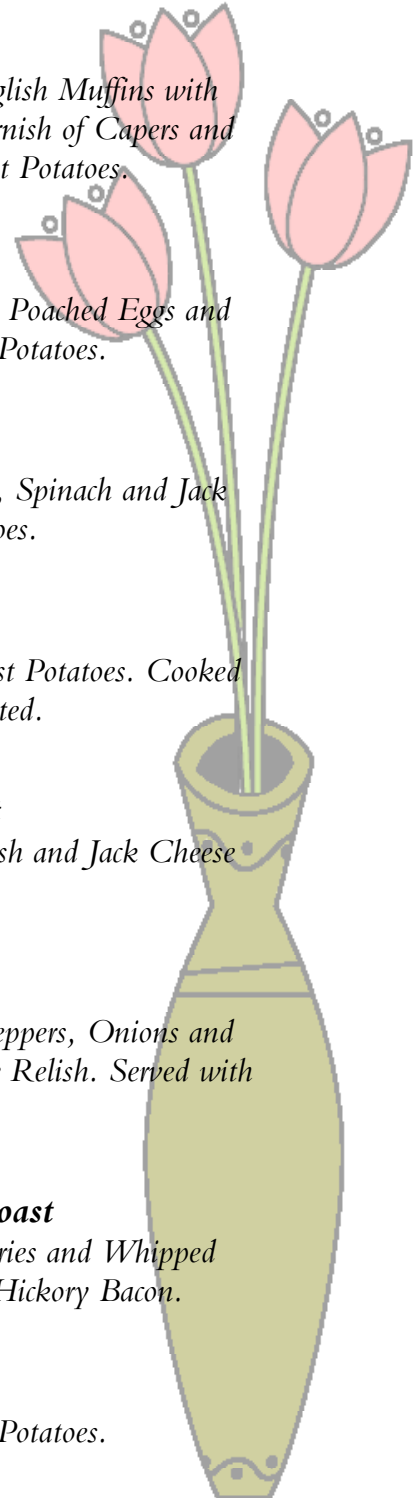 glish Muffins with
rnish of Capers and
t Potatoes.
Poached Eggs and
Potatoes.
, Spinach and Jack
oes.
st Potatoes. Cooked
ted.
sh and Jack Cheese
eppers, Onions and
Relish. Served with
oast
ries and Whipped
Hickory Bacon.
Potatoes.